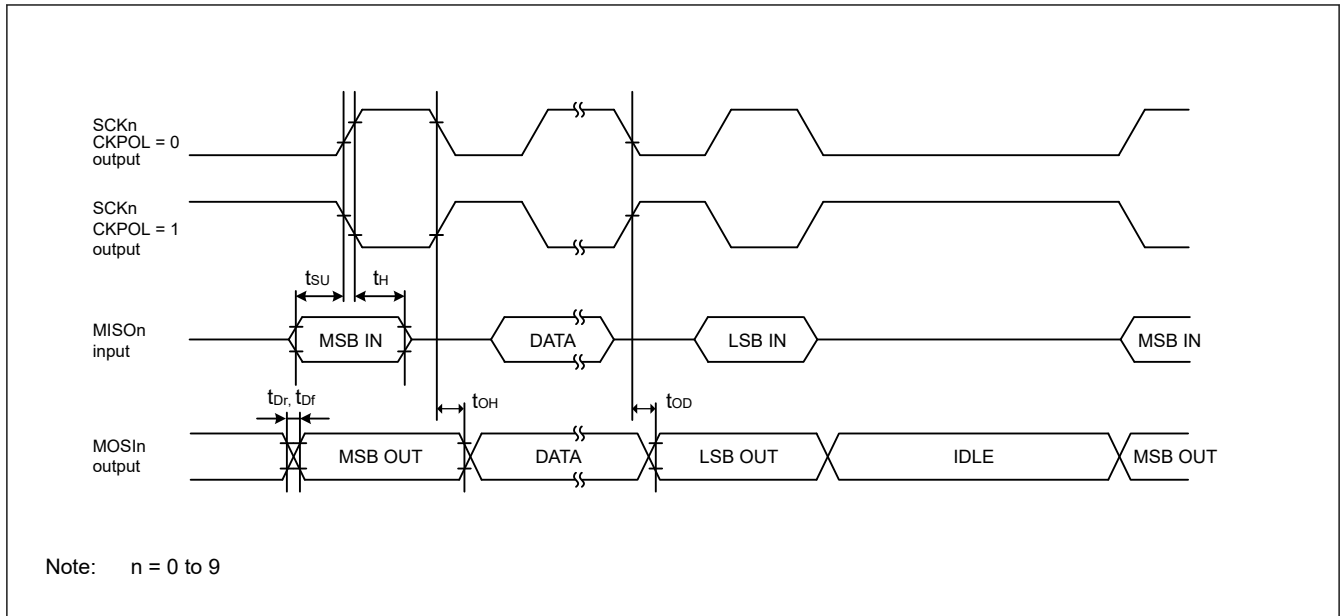 SCKn
CKPOL = 0
output
SCKn
CKPOL = 1
output
tSU
tH
MISOn
input
MSB IN
DATA
LSB IN
MSB IN
tDr, tDf
tOH
tOD
MOSIn
output
MSB OUT
DATA
LSB OUT
IDLE
MSB OUT
Note: n = 0 to 9